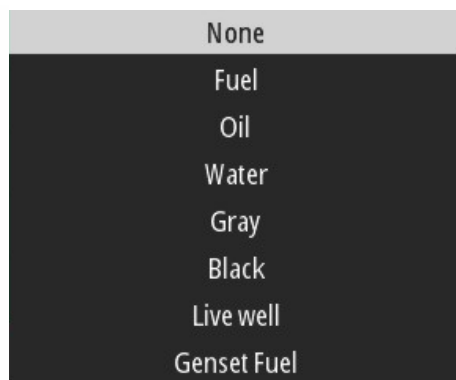 None
Fuel
Oil
Water
Gray
Black
Live well
Genset Fuel